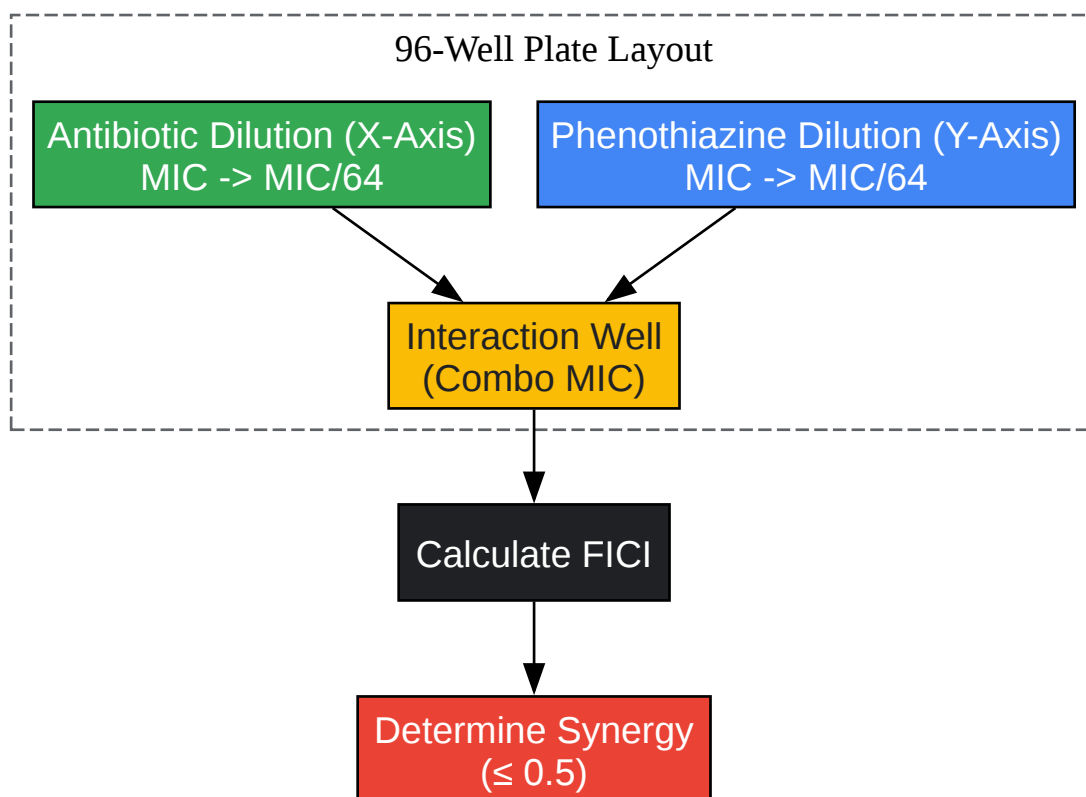 96-Well Plate Layout
Antibiotic Dilution (X-Axis)
MIC -> MIC/64
Phenothiazine Dilution (Y-Axis)
MIC -> MIC/64
Interaction Well
(Combo MIC)
Calculate FICI
Determine Synergy
(≤ 0.5)